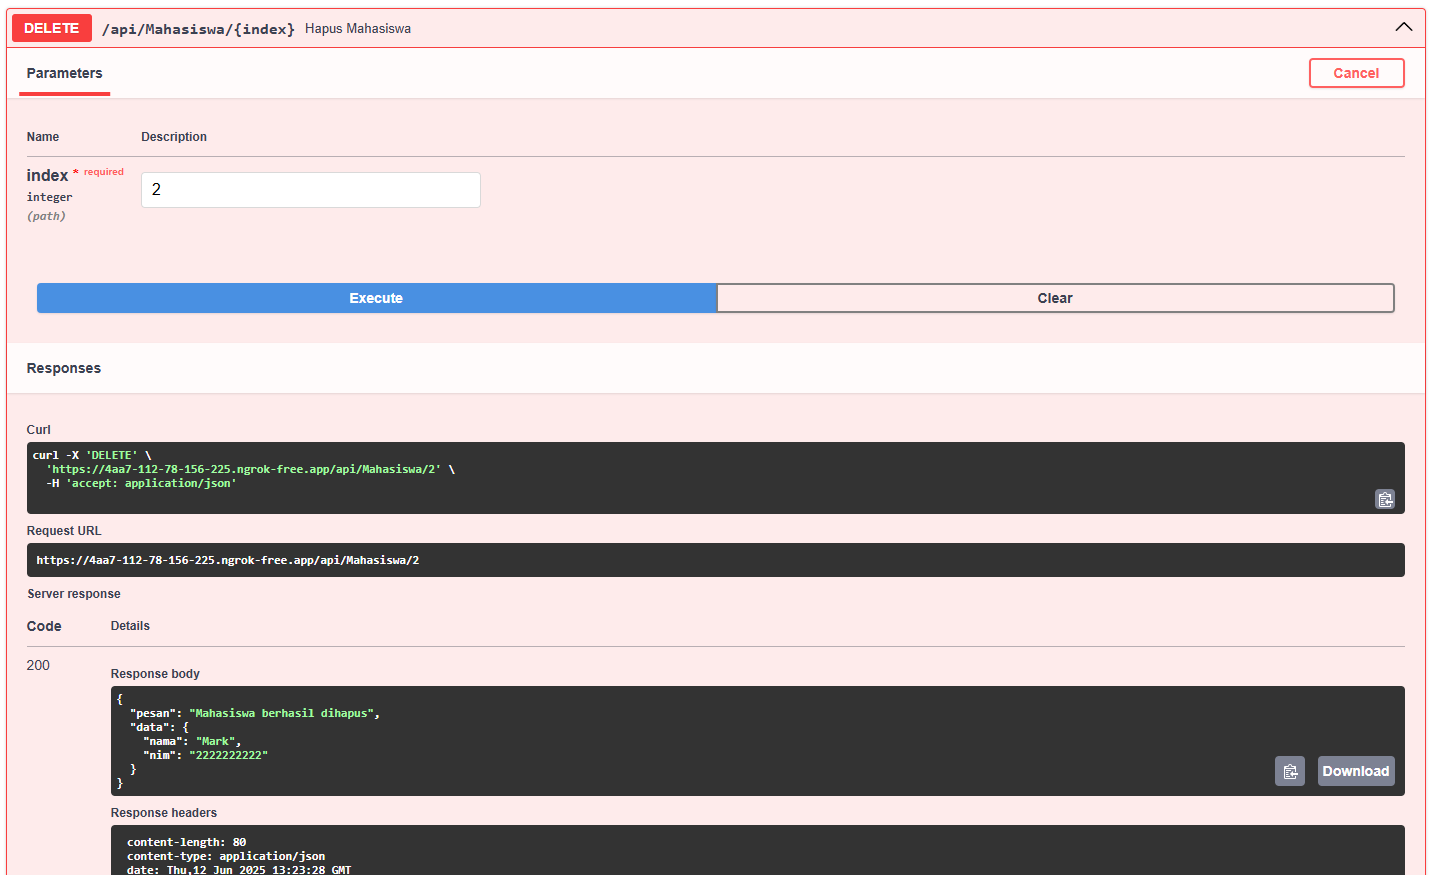 DELETE /api/Mahasiswa/{index} Hapus Mahasiswa
Parameters
Cancel
Name Description
index * required
integer
(path)
2
Execute Clear
Responses
Curl
curl -X 'DELETE' \
'https://4aa7-112-78-156-225.ngrok-free.app/api/Mahasiswa/2' \
-H 'accept: application/json'
Request URL
https://4aa7-112-78-156-225.ngrok-free.app/api/Mahasiswa/2
Server response
Code Details
200
Response body
{
"pesan": "Mahasiswa berhasil dihapus",
"data": {
"nama": "Mark",
"nim": "2222222222"
}
}
Download
Response headers
content-length: 80
content-type: application/json
date: Thu,12 Jun 2025 13:23:28 GMT